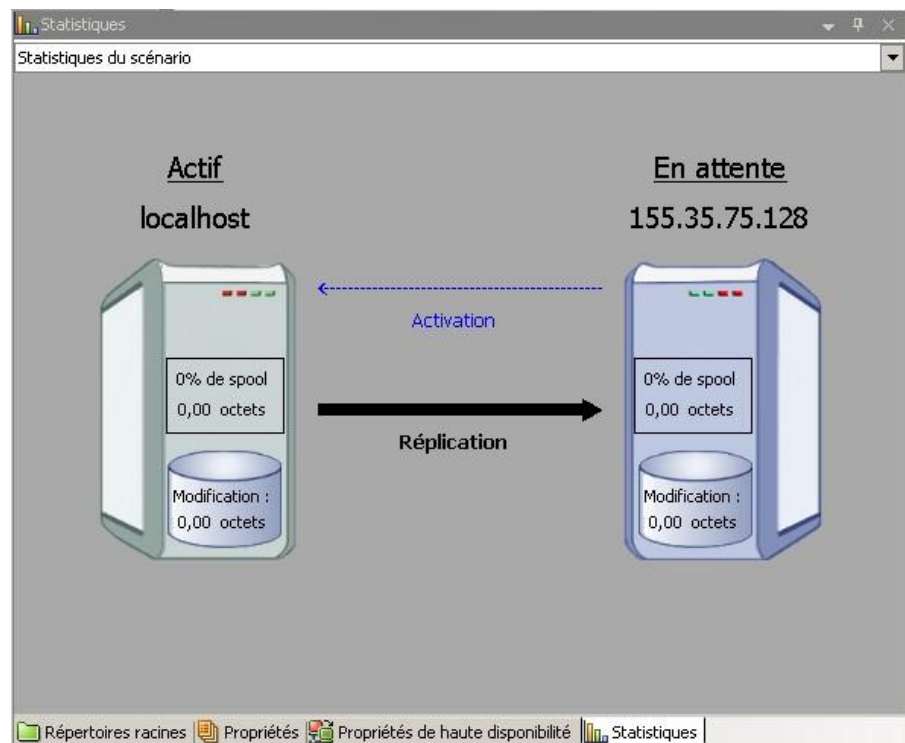 Statistiques
Statistiques du scénario
Actif
En attente
localhost
155.35.75.128
Activation
0% de spool
0,00 octets
0% de spool
0,00 octets
Réplication
Modification :
0,00 octets
Modification :
0,00 octets
Répertoires racines
Propriétés
Propriétés de haute disponibilité
Statistiques